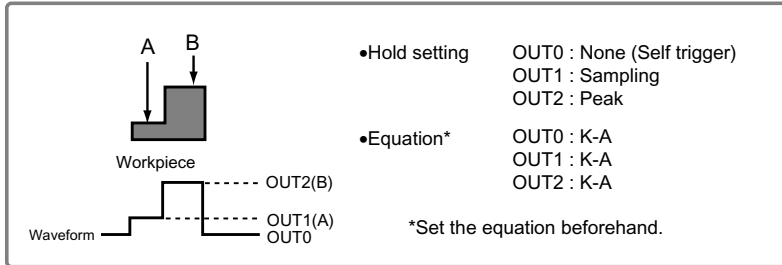 A B
Workpiece
OUT2(B)
OUT1(A)
Waveform
OUT0
•Hold setting OUT0 : None (Self trigger)
OUT1 : Sampling
OUT2 : Peak
•Equation* OUT0 : K-A
OUT1 : K-A
OUT2 : K-A
*Set the equation beforehand.